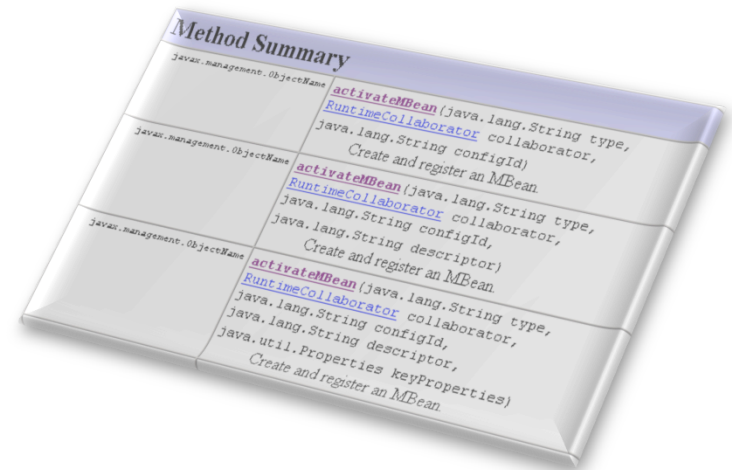 Method Summary
javax.management.ObjectName
activateMBean(java.lang.String type,
RuntimeCollaborator collaborator,
java.lang.String configId)
Create and register an MBean.
javax.management.ObjectName
activateMBean(java.lang.String type,
RuntimeCollaborator collaborator,
java.lang.String configId,
java.lang.String descriptor)
Create and register an MBean.
javax.management.ObjectName
activateMBean(java.lang.String type,
RuntimeCollaborator collaborator,
java.lang.String configId,
java.lang.String descriptor,
java.util.Properties keyProperties)
Create and register an MBean.